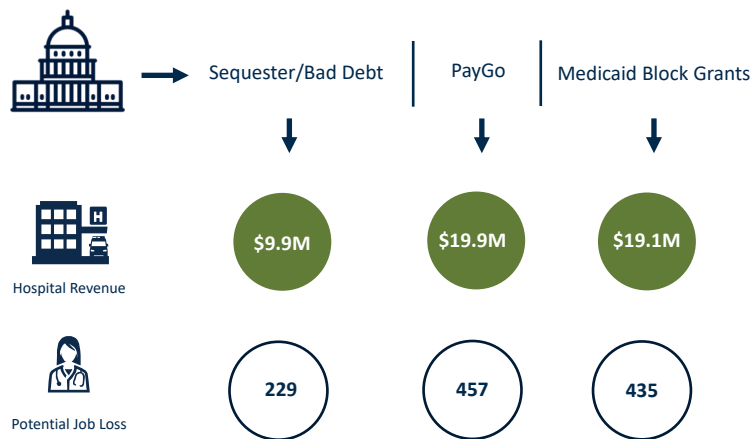 Sequester/Bad Debt
PayGo
Medicaid Block Grants
H
$9.9M
$19.9M
$19.1M
Hospital Revenue
229
457
435
Potential Job Loss